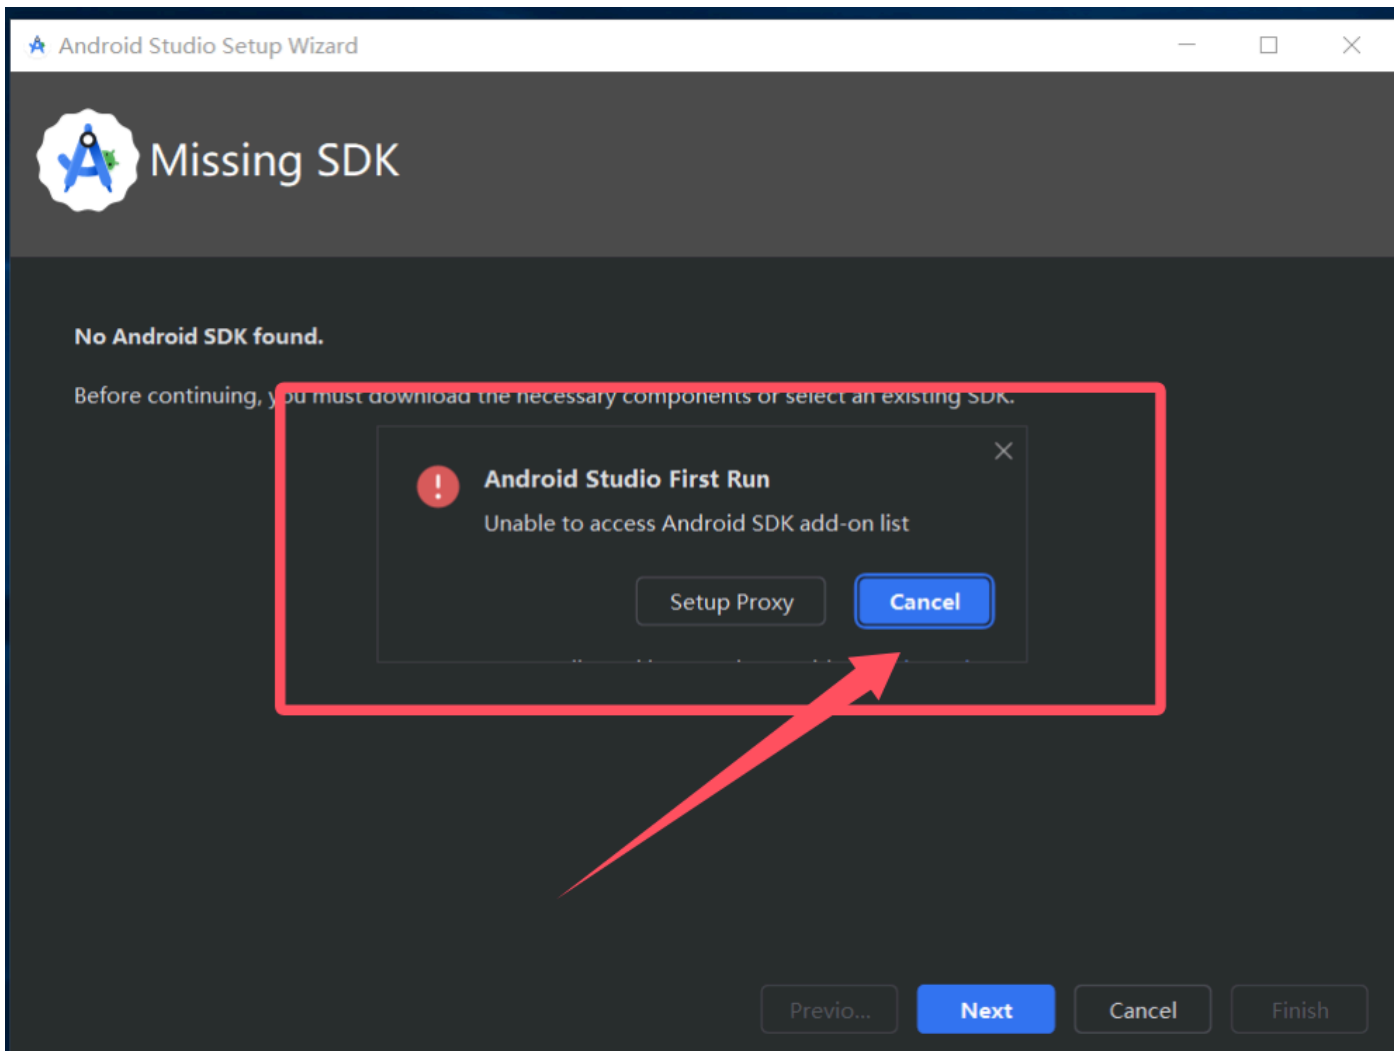 Android Studio Setup Wizard
Missing SDK
No Android SDK found.
Before continuing, you must download the necessary components or select an existing SDK.
Android Studio First Run
Unable to access Android SDK add-on list
Setup Proxy
Cancel
Previo...
Next
Cancel
Finish